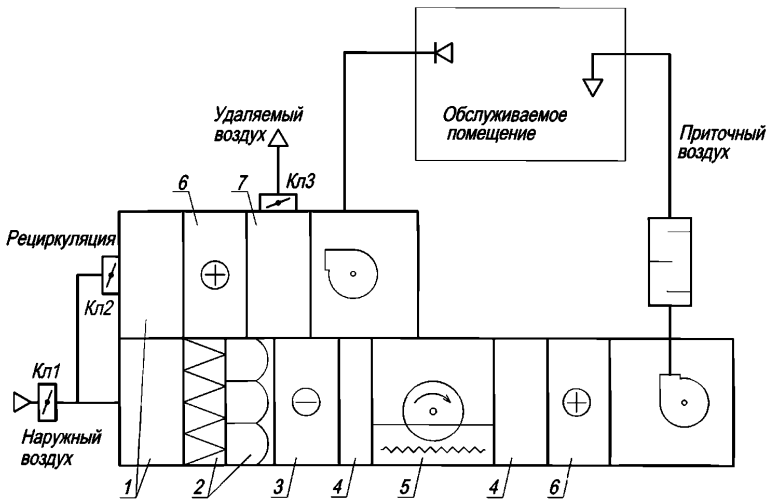 Удаляемый
воздух
Обслуживаемое
помещение
Приточный
воздух
6
7
Кл3
Рециркуляция
Кл2
Кл1
Наружный
воздух
1
2
3
4
5
4
6